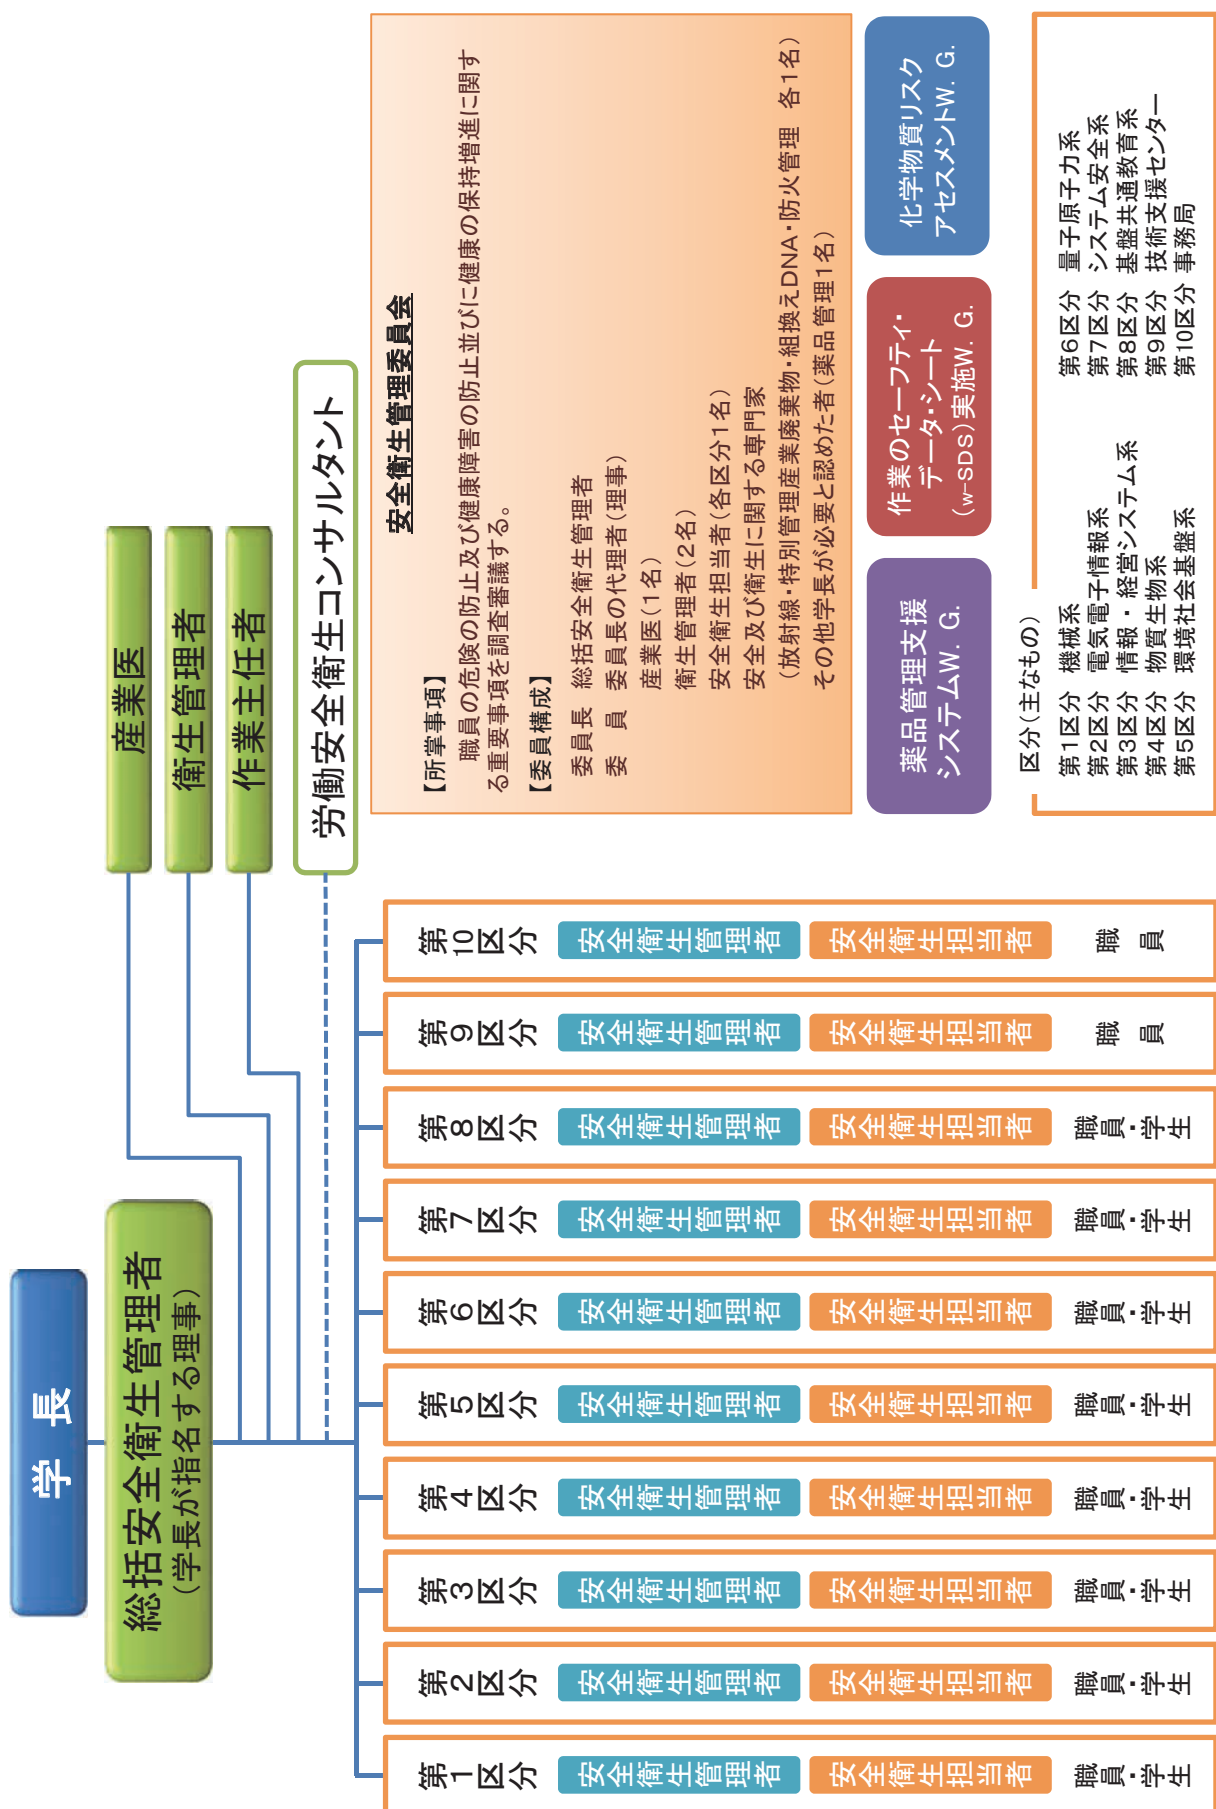 学 長
総括安全衛生管理者
（学長が指名する理事）
産業医
衛生管理者
作業主任者
労働安全衛生コンサルタント
第1区分
安全衛生管理者
安全衛生担当者
職員・学生
第2区分
安全衛生管理者
安全衛生担当者
職員・学生
第3区分
安全衛生管理者
安全衛生担当者
職員・学生
第4区分
安全衛生管理者
安全衛生担当者
職員・学生
第5区分
安全衛生管理者
安全衛生担当者
職員・学生
第6区分
安全衛生管理者
安全衛生担当者
職員・学生
第7区分
安全衛生管理者
安全衛生担当者
職員・学生
第8区分
安全衛生管理者
安全衛生担当者
職員・学生
第9区分
安全衛生管理者
安全衛生担当者
職 員
第10区分
安全衛生管理者
安全衛生担当者
職 員
安全衛生管理委員会
【所掌事項】
職員の危険の防止及び健康障害の防止並びに健康の保持増進に関す
る重要事項を調査審議する。
【委員構成】
委員長 総括安全衛生管理者
委 員 委員長の代理者（理事）
産業医（1名）
衛生管理者（2名）
安全衛生担当者（各区分1名）
安全及び衛生に関する専門家
（放射線・特別管理産業廃棄物・組換えDNA・防火管理 各1名）
その他学長が必要と認めた者（薬品管理1名）
薬品管理支援
システムW. G.
作業のセーフティ・
データ・シート
（w-SDS）実施W. G.
化学物質リスク
アセスメントW. G.
区分（主なもの）
第1区分 機械系 第6区分 量子原子力系
第2区分 電気電子情報系 第7区分 システム安全系
第3区分 情報・経営システム系 第8区分 基盤共通教育系
第4区分 物質生物系 第9区分 技術支援センター
第5区分 環境社会基盤系 第10区分 事務局